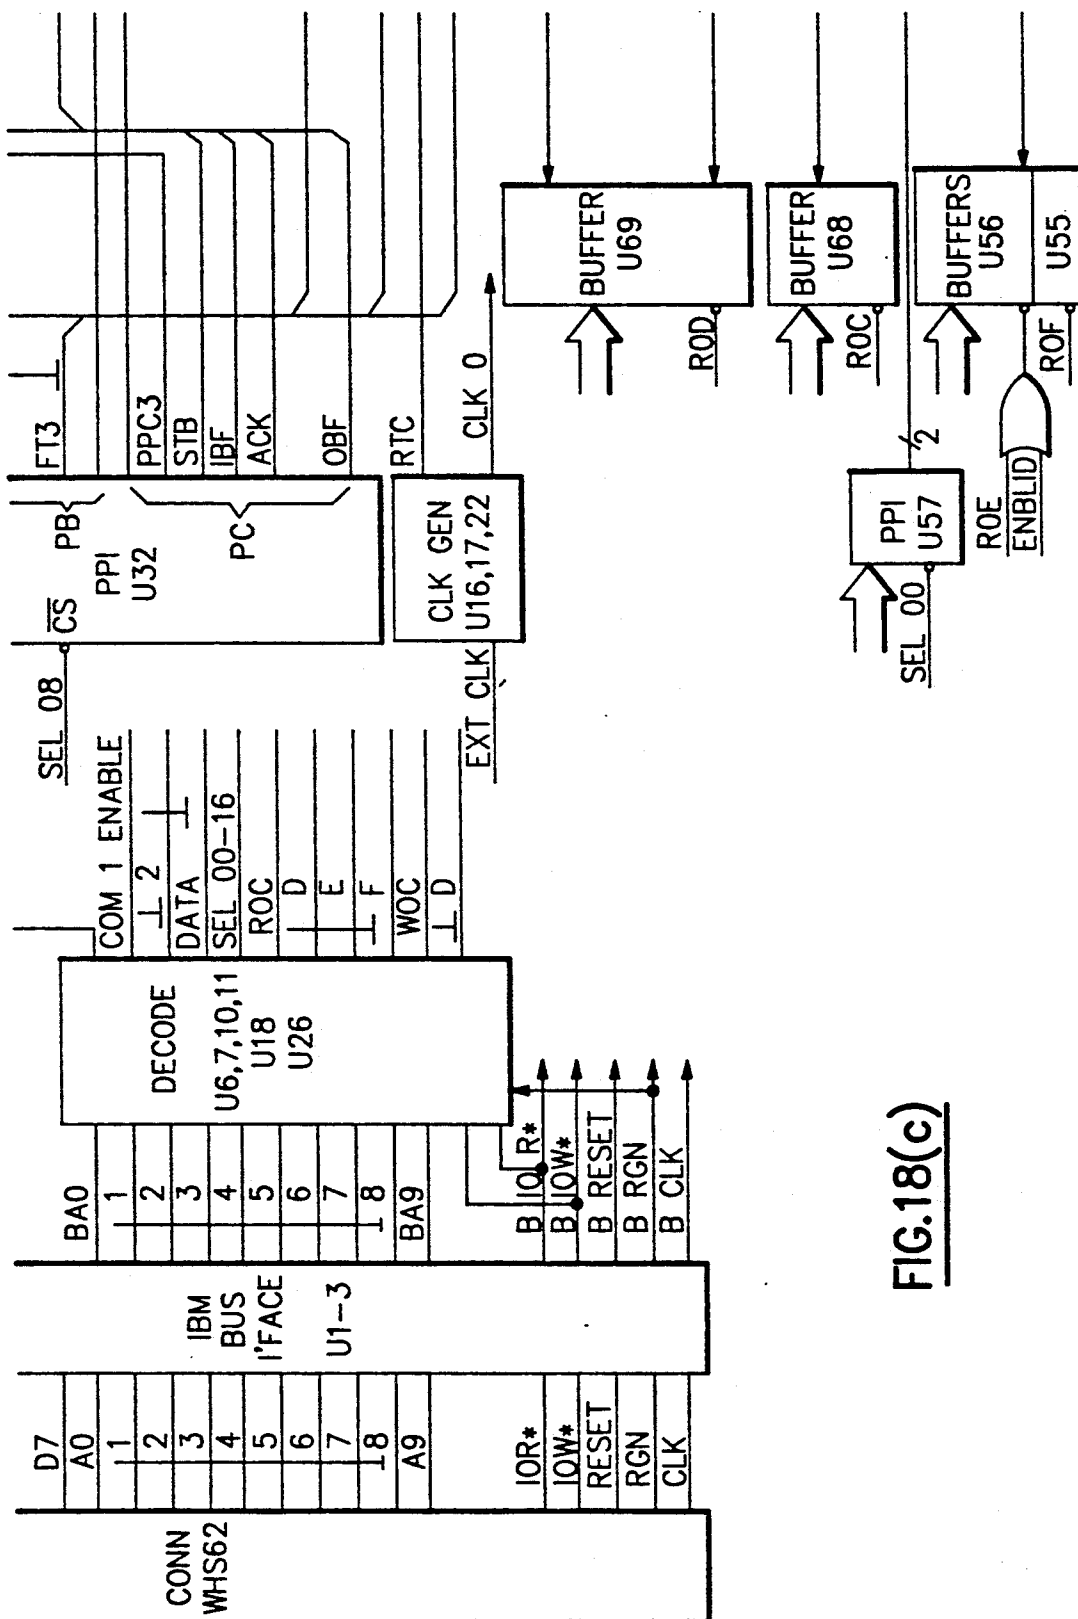 CONN
WHS62
D7
A0
1
2
3
4
5
6
7
8
A9
IOR*
IOW*
RESET
RGN
CLK
IBM
BUS
I'FACE
U1-3
BA0
1
2
3
4
5
6
7
8
BA9
B IOR*
B IOW*
B RESET
B RGN
B CLK
DECODE
U6,7,10,11
U18
U26
COM 1 ENABLE
2
DATA
SEL 00-16
ROC
D
E
F
WOC
D
SEL 08
CS
PB
PPI
U32
PC
FT3
PPC3
STB
IBF
ACK
OBF
EXT CLK
CLK GEN
U16,17,22
RTC
CLK 0
BUFFER
U69
ROD
BUFFER
U68
ROC
BUFFERS
U56
U55
ROF
ROE
ENBLID
PPI
U57
SEL 00
2
FIG.18(c)